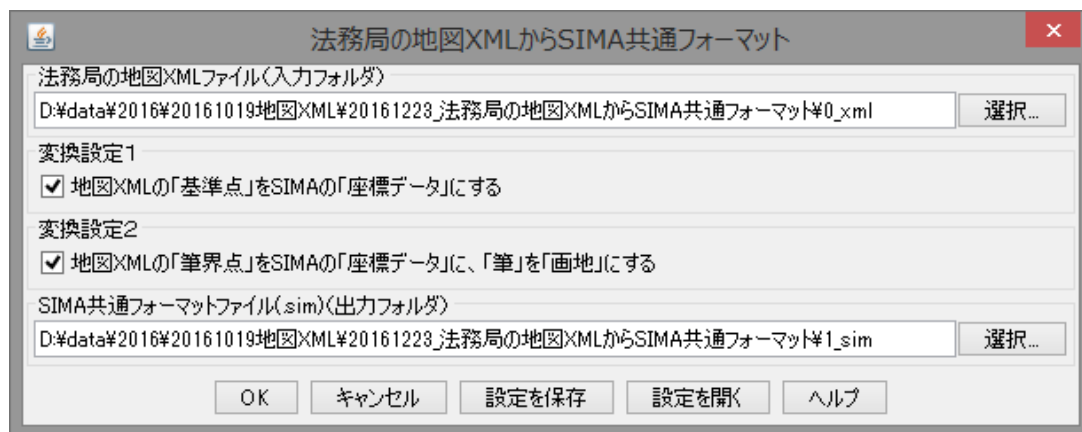 法務局の地図XMLからSIMA共通フォーマット
法務局の地図XMLファイル(入力フォルダ)
D:¥data¥2016¥20161019地図XML¥20161223_法務局の地図XMLからSIMA共通フォーマット¥0_xml 選択...
変換設定1
地図XMLの「基準点」をSIMAの「座標データ」にする
変換設定2
地図XMLの「筆界点」をSIMAの「座標データ」に、「筆」を「画地」にする
SIMA共通フォーマットファイル(.sim)(出力フォルダ)
D:¥data¥2016¥20161019地図XML¥20161223_法務局の地図XMLからSIMA共通フォーマット¥1_sim 選択...
OK キャンセル 設定を保存 設定を開く ヘルプ